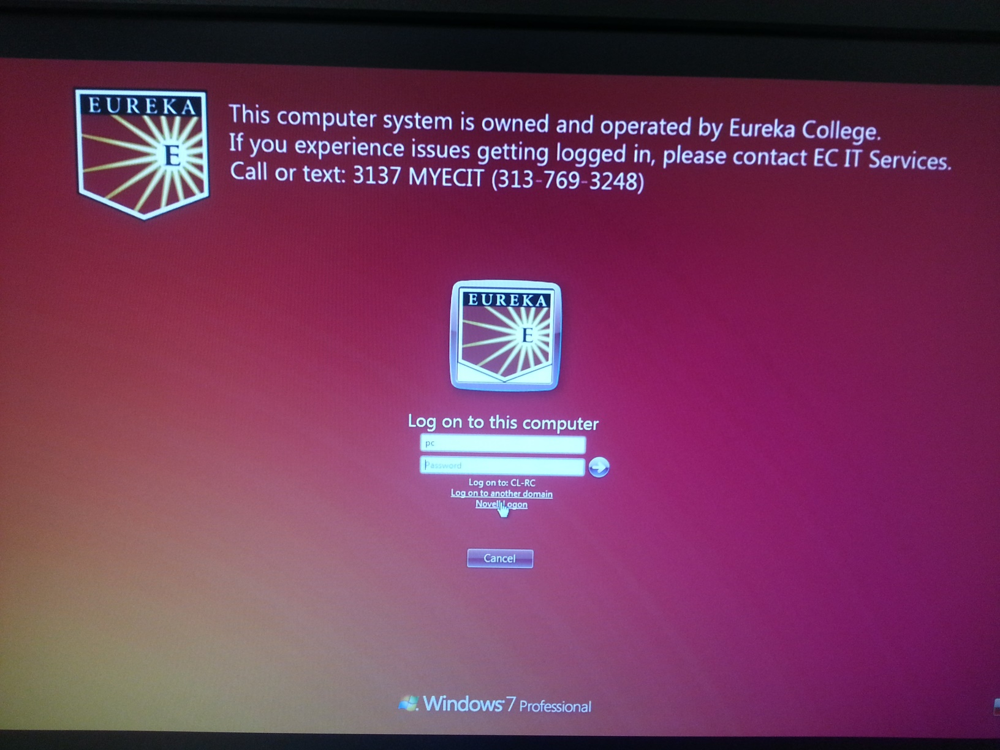 EUREKA
E
This computer system is owned and operated by Eureka College.
If you experience issues getting logged in, please contact EC IT Services.
Call or text: 3137 MYECIT (313-769-3248)
EUREKA
E
Log on to this computer
pc
Password
Log on to: CL-RC
Log on to another domain
Novell Logon
Cancel
Windows 7 Professional